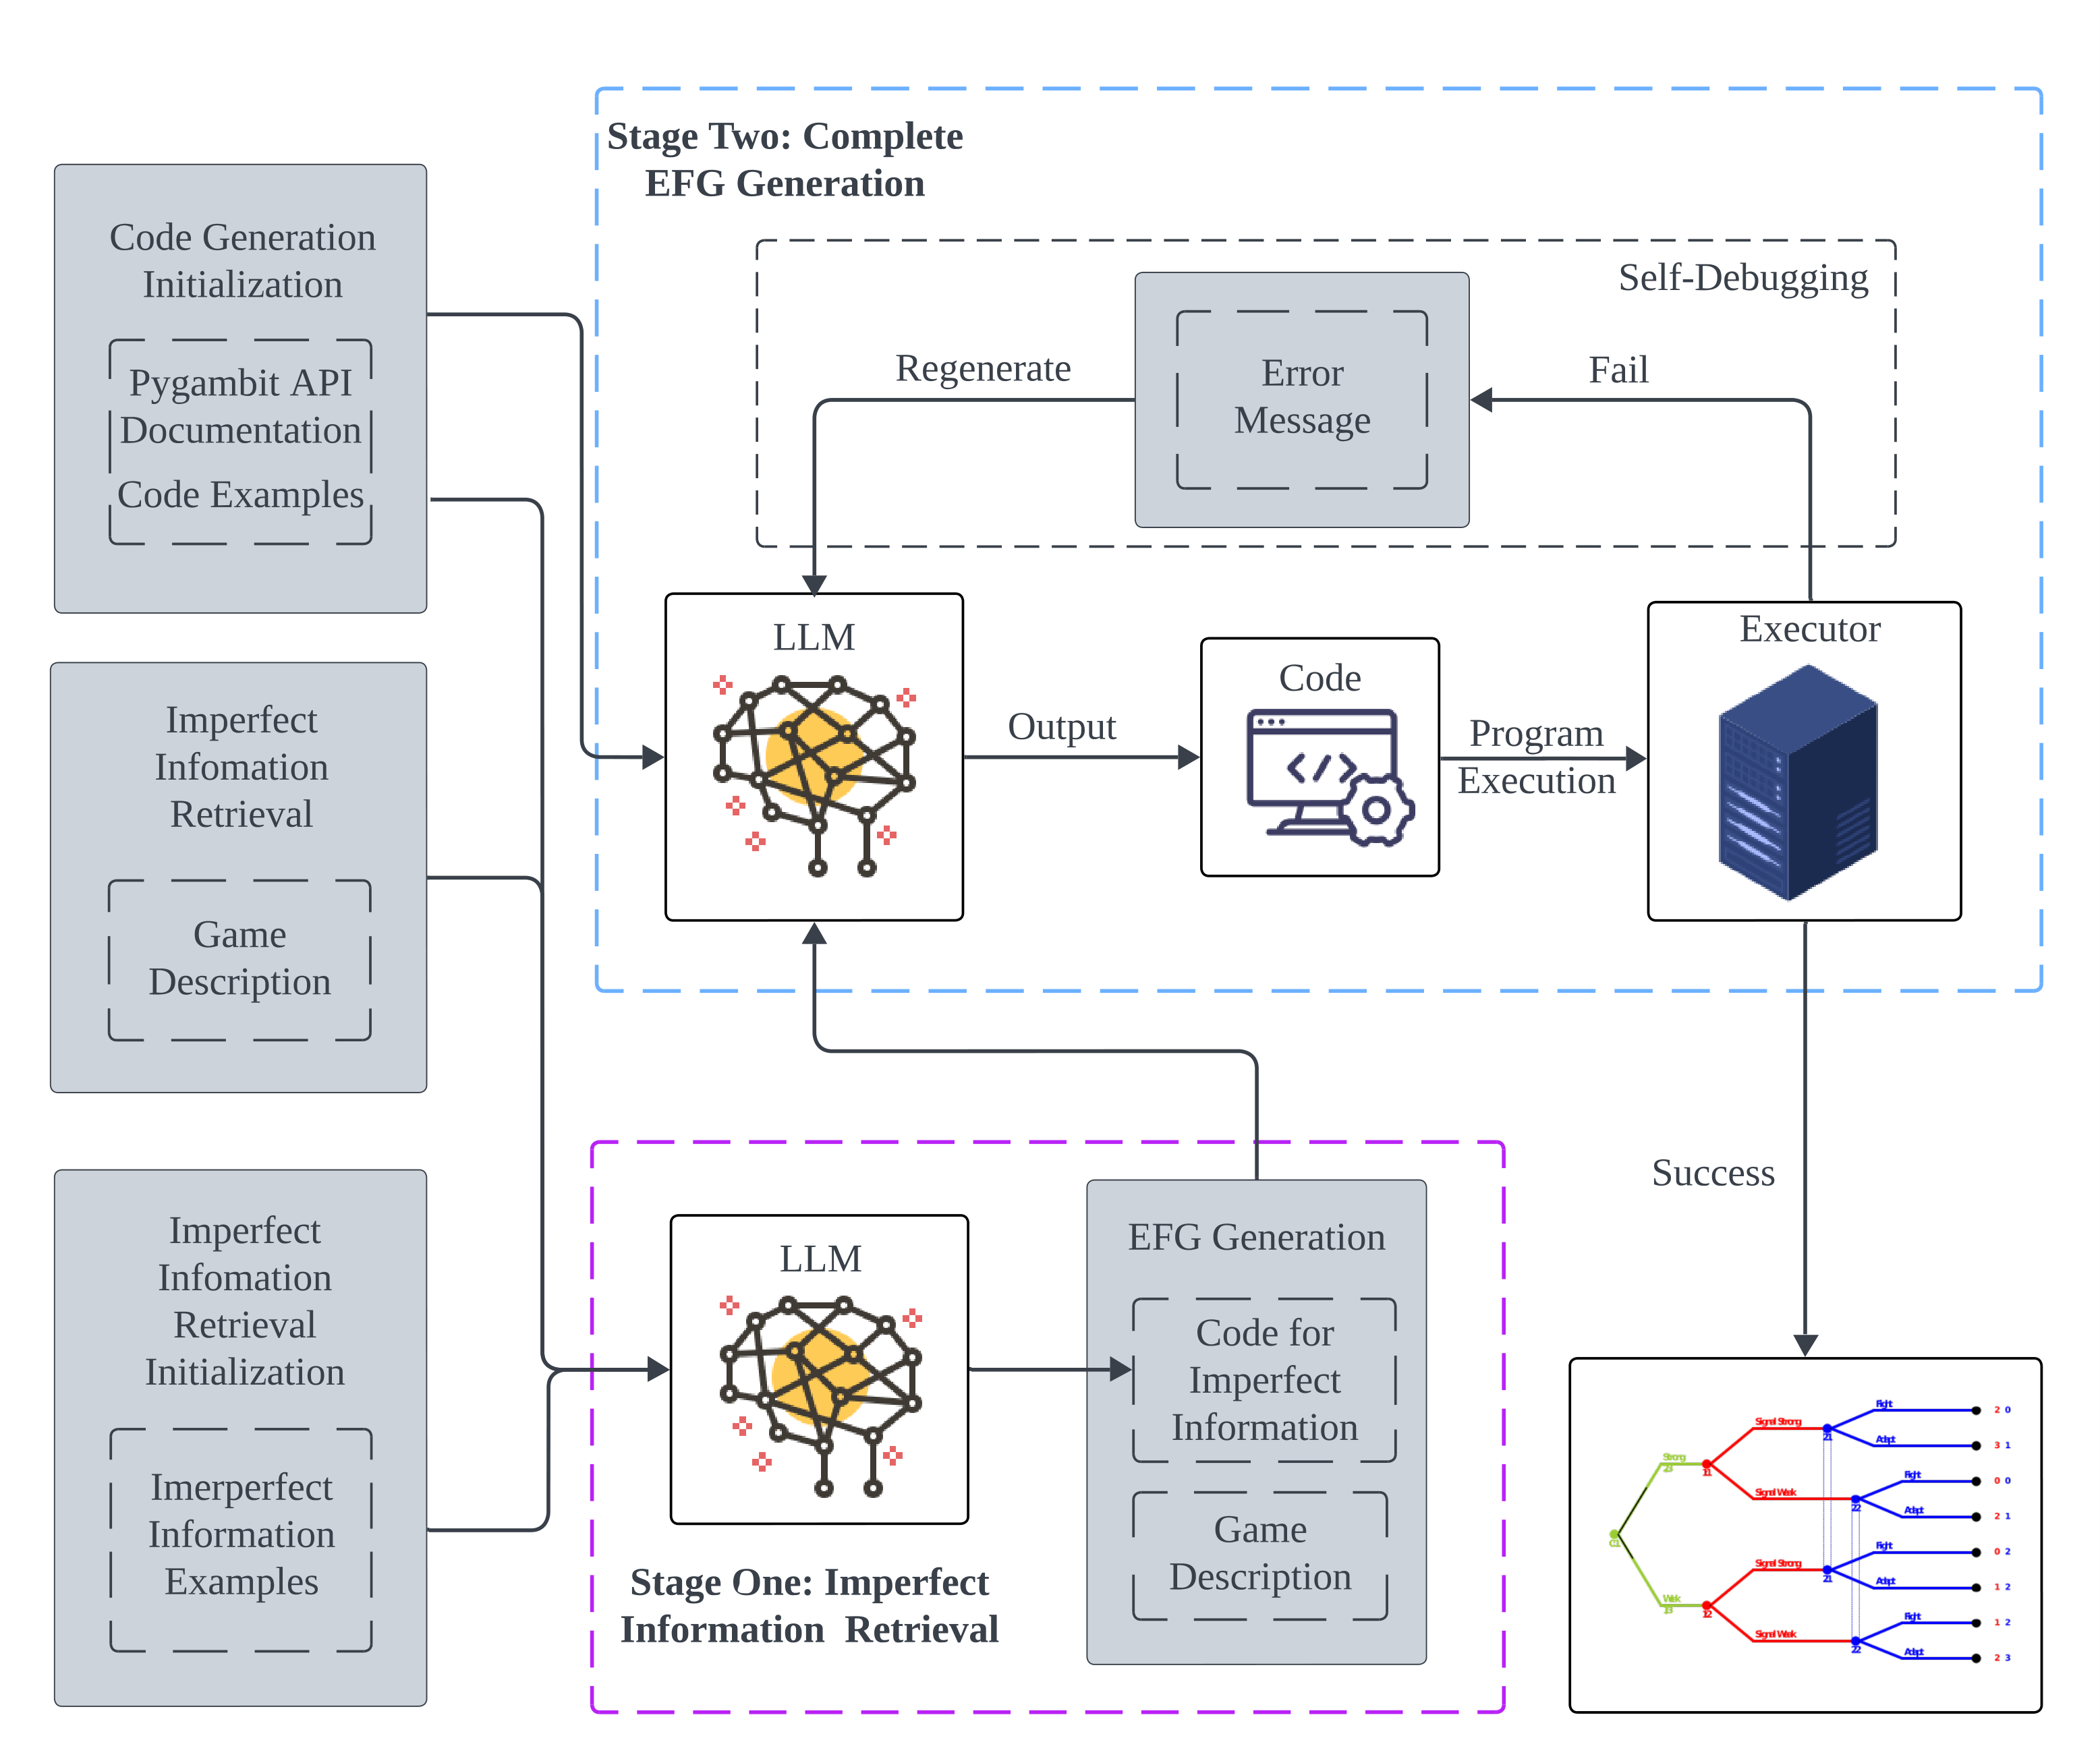 Stage Two: Complete
EFG Generation
Code Generation
Initialization
Pygambit API
Documentation
Code Examples
Self-Debugging
Regenerate
Error
Message
Fail
LLM
Output
Code
Program
Execution
Executor
Imperfect
Infomation
Retrieval
Game
Description
Success
Imperfect
Infomation
Retrieval
Initialization
Imerperfect
Information
Examples
LLM
EFG Generation
Code for
Imperfect
Information
Game
Description
Stage One: Imperfect
Information Retrieval
Strong
Weak
Signal Strong
Signal Weak
Signal Strong
Signal Weak
Fight
2 0
Adapt
3 1
Fight
0 0
Adapt
2 1
Fight
0 2
Adapt
1 2
Fight
1 2
Adapt
2 3